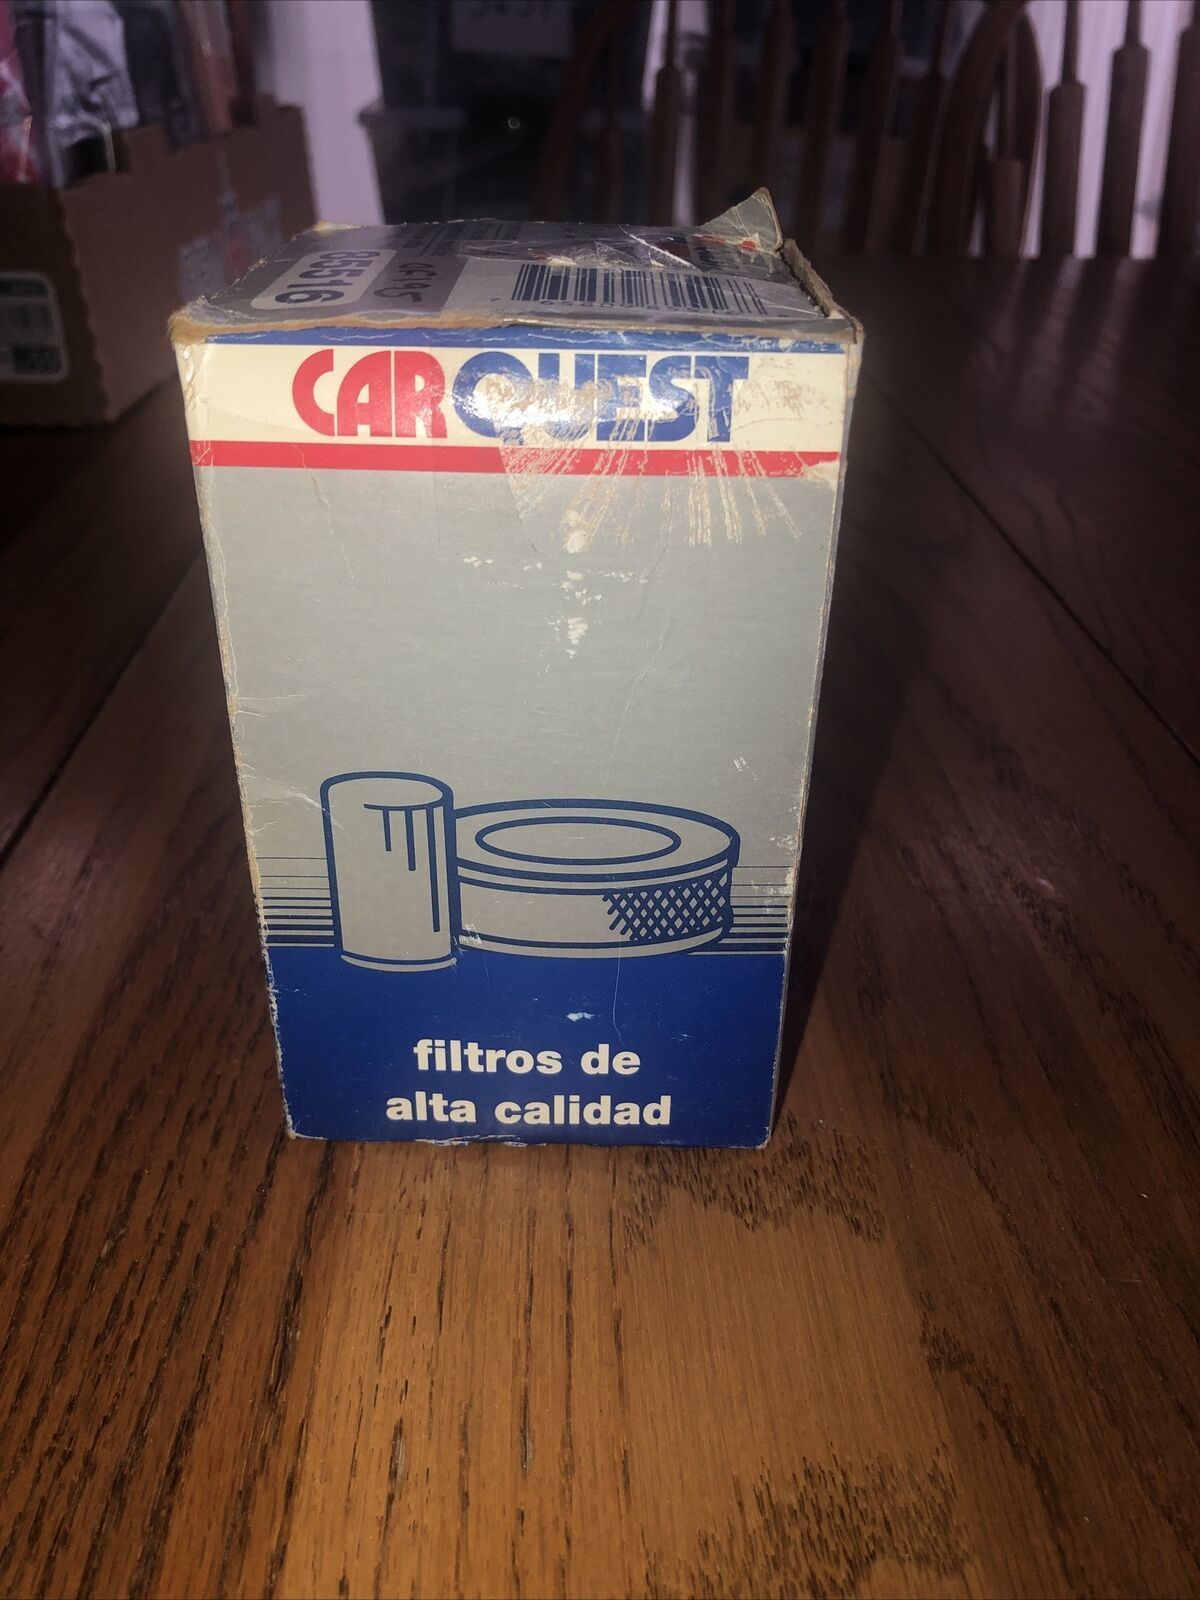 85516
CARQUEST
filtros de
alta calidad